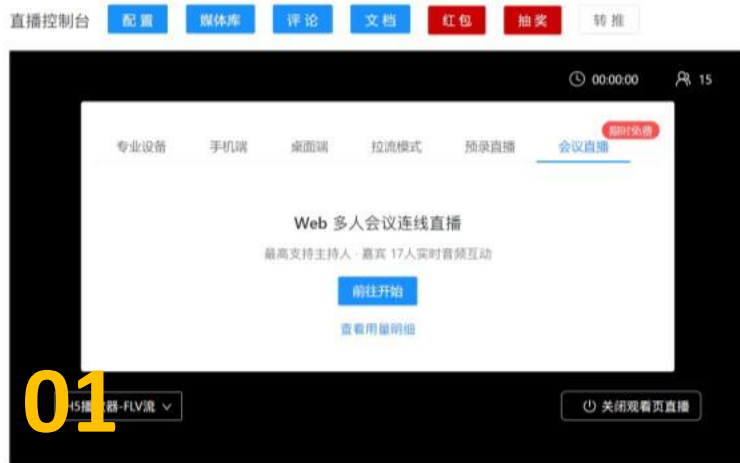 直播控制台 配置 媒体库 评论 文档 红包 抽奖 转推
00:00:00 15
限时免费
专业设备 手机端 桌面端 拉流模式 预录直播 会议直播
Web 多人会议连线直播
最高支持主持人 · 嘉宾 17人实时音频互动
前往开始
查看用量明细
01
H5播 器-FLV流
关闭观看页直播